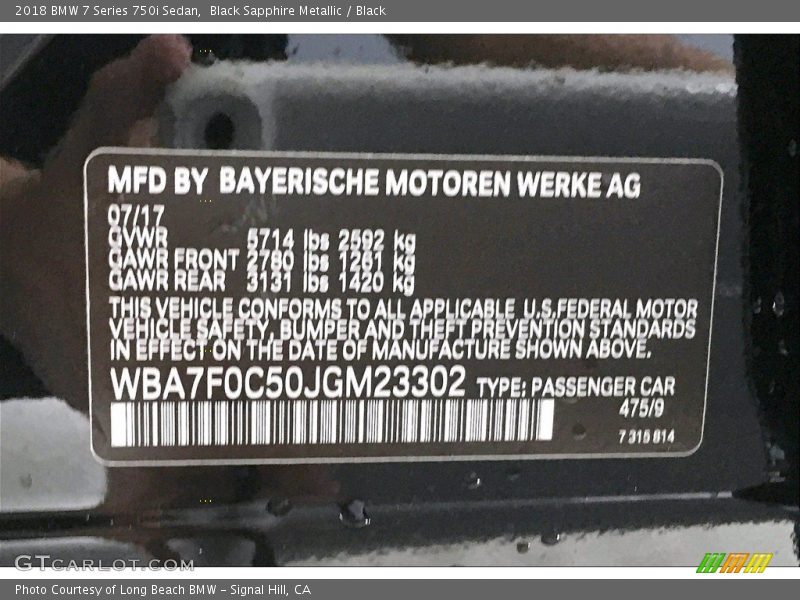 2018 BMW 7 Series 750i Sedan,  Black Sapphire Metallic / Black
MFD BY BAYERISCHE MOTOREN WERKE AG
07/17
GVWR 5714 lbs 2592 kg
GAWR FRONT 2780 lbs 1261 kg
GAWR REAR 3131 lbs 1420 kg
THIS VEHICLE CONFORMS TO ALL APPLICABLE U.S.FEDERAL MOTOR
VEHICLE SAFETY, BUMPER AND THEFT PREVENTION STANDARDS
IN EFFECT ON THE DATE OF MANUFACTURE SHOWN ABOVE.
WBA7F0C50JGM23302 TYPE: PASSENGER CAR
475/9
7 315 814
GTCarLot.com
Photo Courtesy of Long Beach BMW - Signal Hill, CA